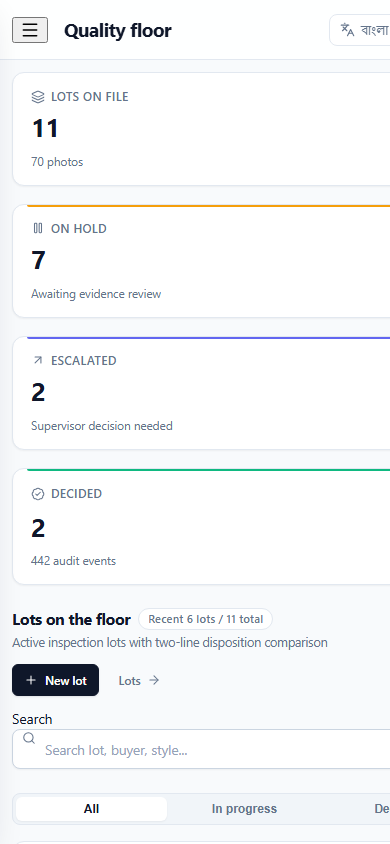 Quality floor
বাংলা
LOTS ON FILE
11
70 photos
ON HOLD
7
Awaiting evidence review
ESCALATED
2
Supervisor decision needed
DECIDED
2
442 audit events
Lots on the floor Recent 6 lots / 11 total
Active inspection lots with two-line disposition comparison
New lot Lots
Search
Search lot, buyer, style...
All In progress De